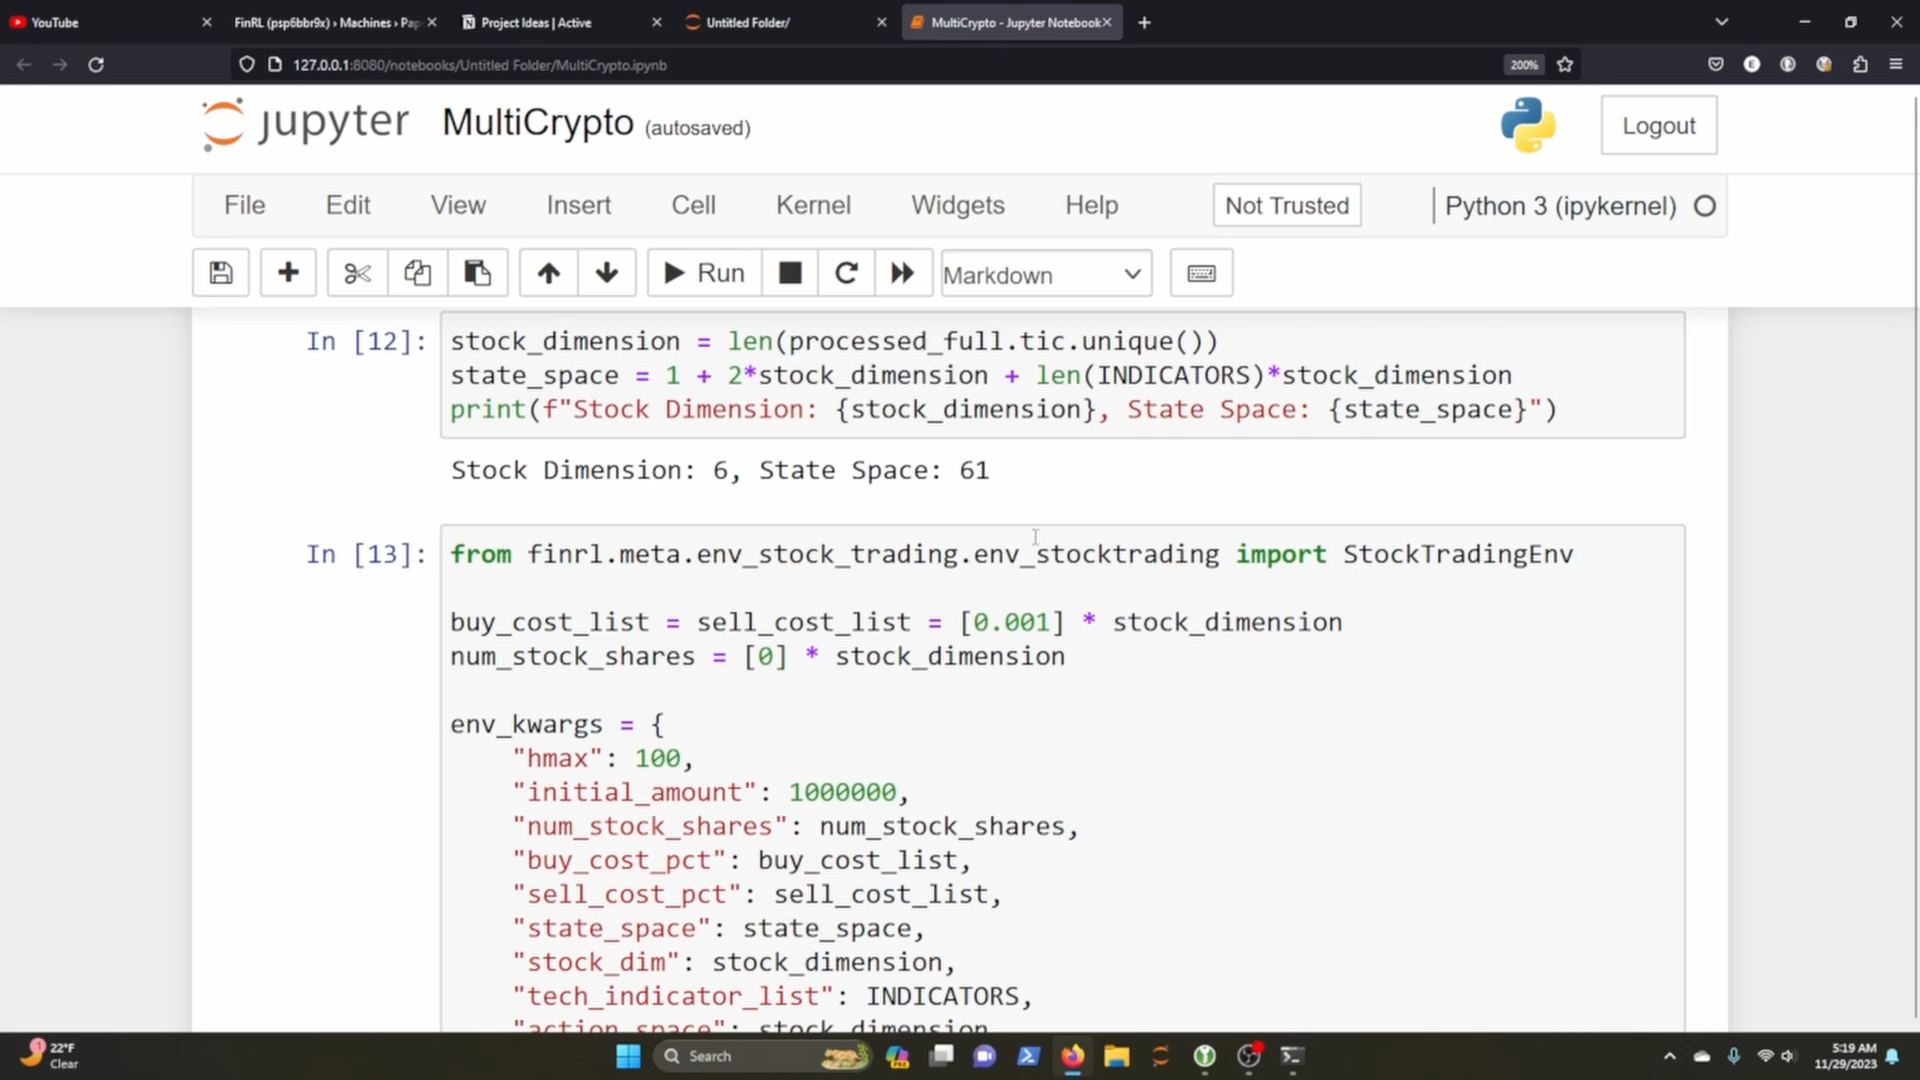 YouTube
FinRL (psp6bbr9x) › Machines › Pap
Project Ideas | Active
Untitled Folder/
MultiCrypto - Jupyter Notebook
127.0.0.1:8080/notebooks/Untitled Folder/MultiCrypto.ipynb
200%
jupyter MultiCrypto (autosaved)
Logout
File Edit View Insert Cell Kernel Widgets Help
Not Trusted
Python 3 (ipykernel)
Run
Markdown
In [12]:
stock_dimension = len(processed_full.tic.unique())
state_space = 1 + 2*stock_dimension + len(INDICATORS)*stock_dimension
print(f"Stock Dimension: {stock_dimension}, State Space: {state_space}")
Stock Dimension: 6, State Space: 61
In [13]:
from finrl.meta.env_stock_trading.env_stocktrading import StockTradingEnv
buy_cost_list = sell_cost_list = [0.001] * stock_dimension
num_stock_shares = [0] * stock_dimension
env_kwargs = {
"hmax": 100,
"initial_amount": 1000000,
"num_stock_shares": num_stock_shares,
"buy_cost_pct": buy_cost_list,
"sell_cost_pct": sell_cost_list,
"state_space": state_space,
"stock_dim": stock_dimension,
"tech_indicator_list": INDICATORS,
"action_space": stock_dimension
22°F
Clear
Search
5:19 AM
11/29/2023